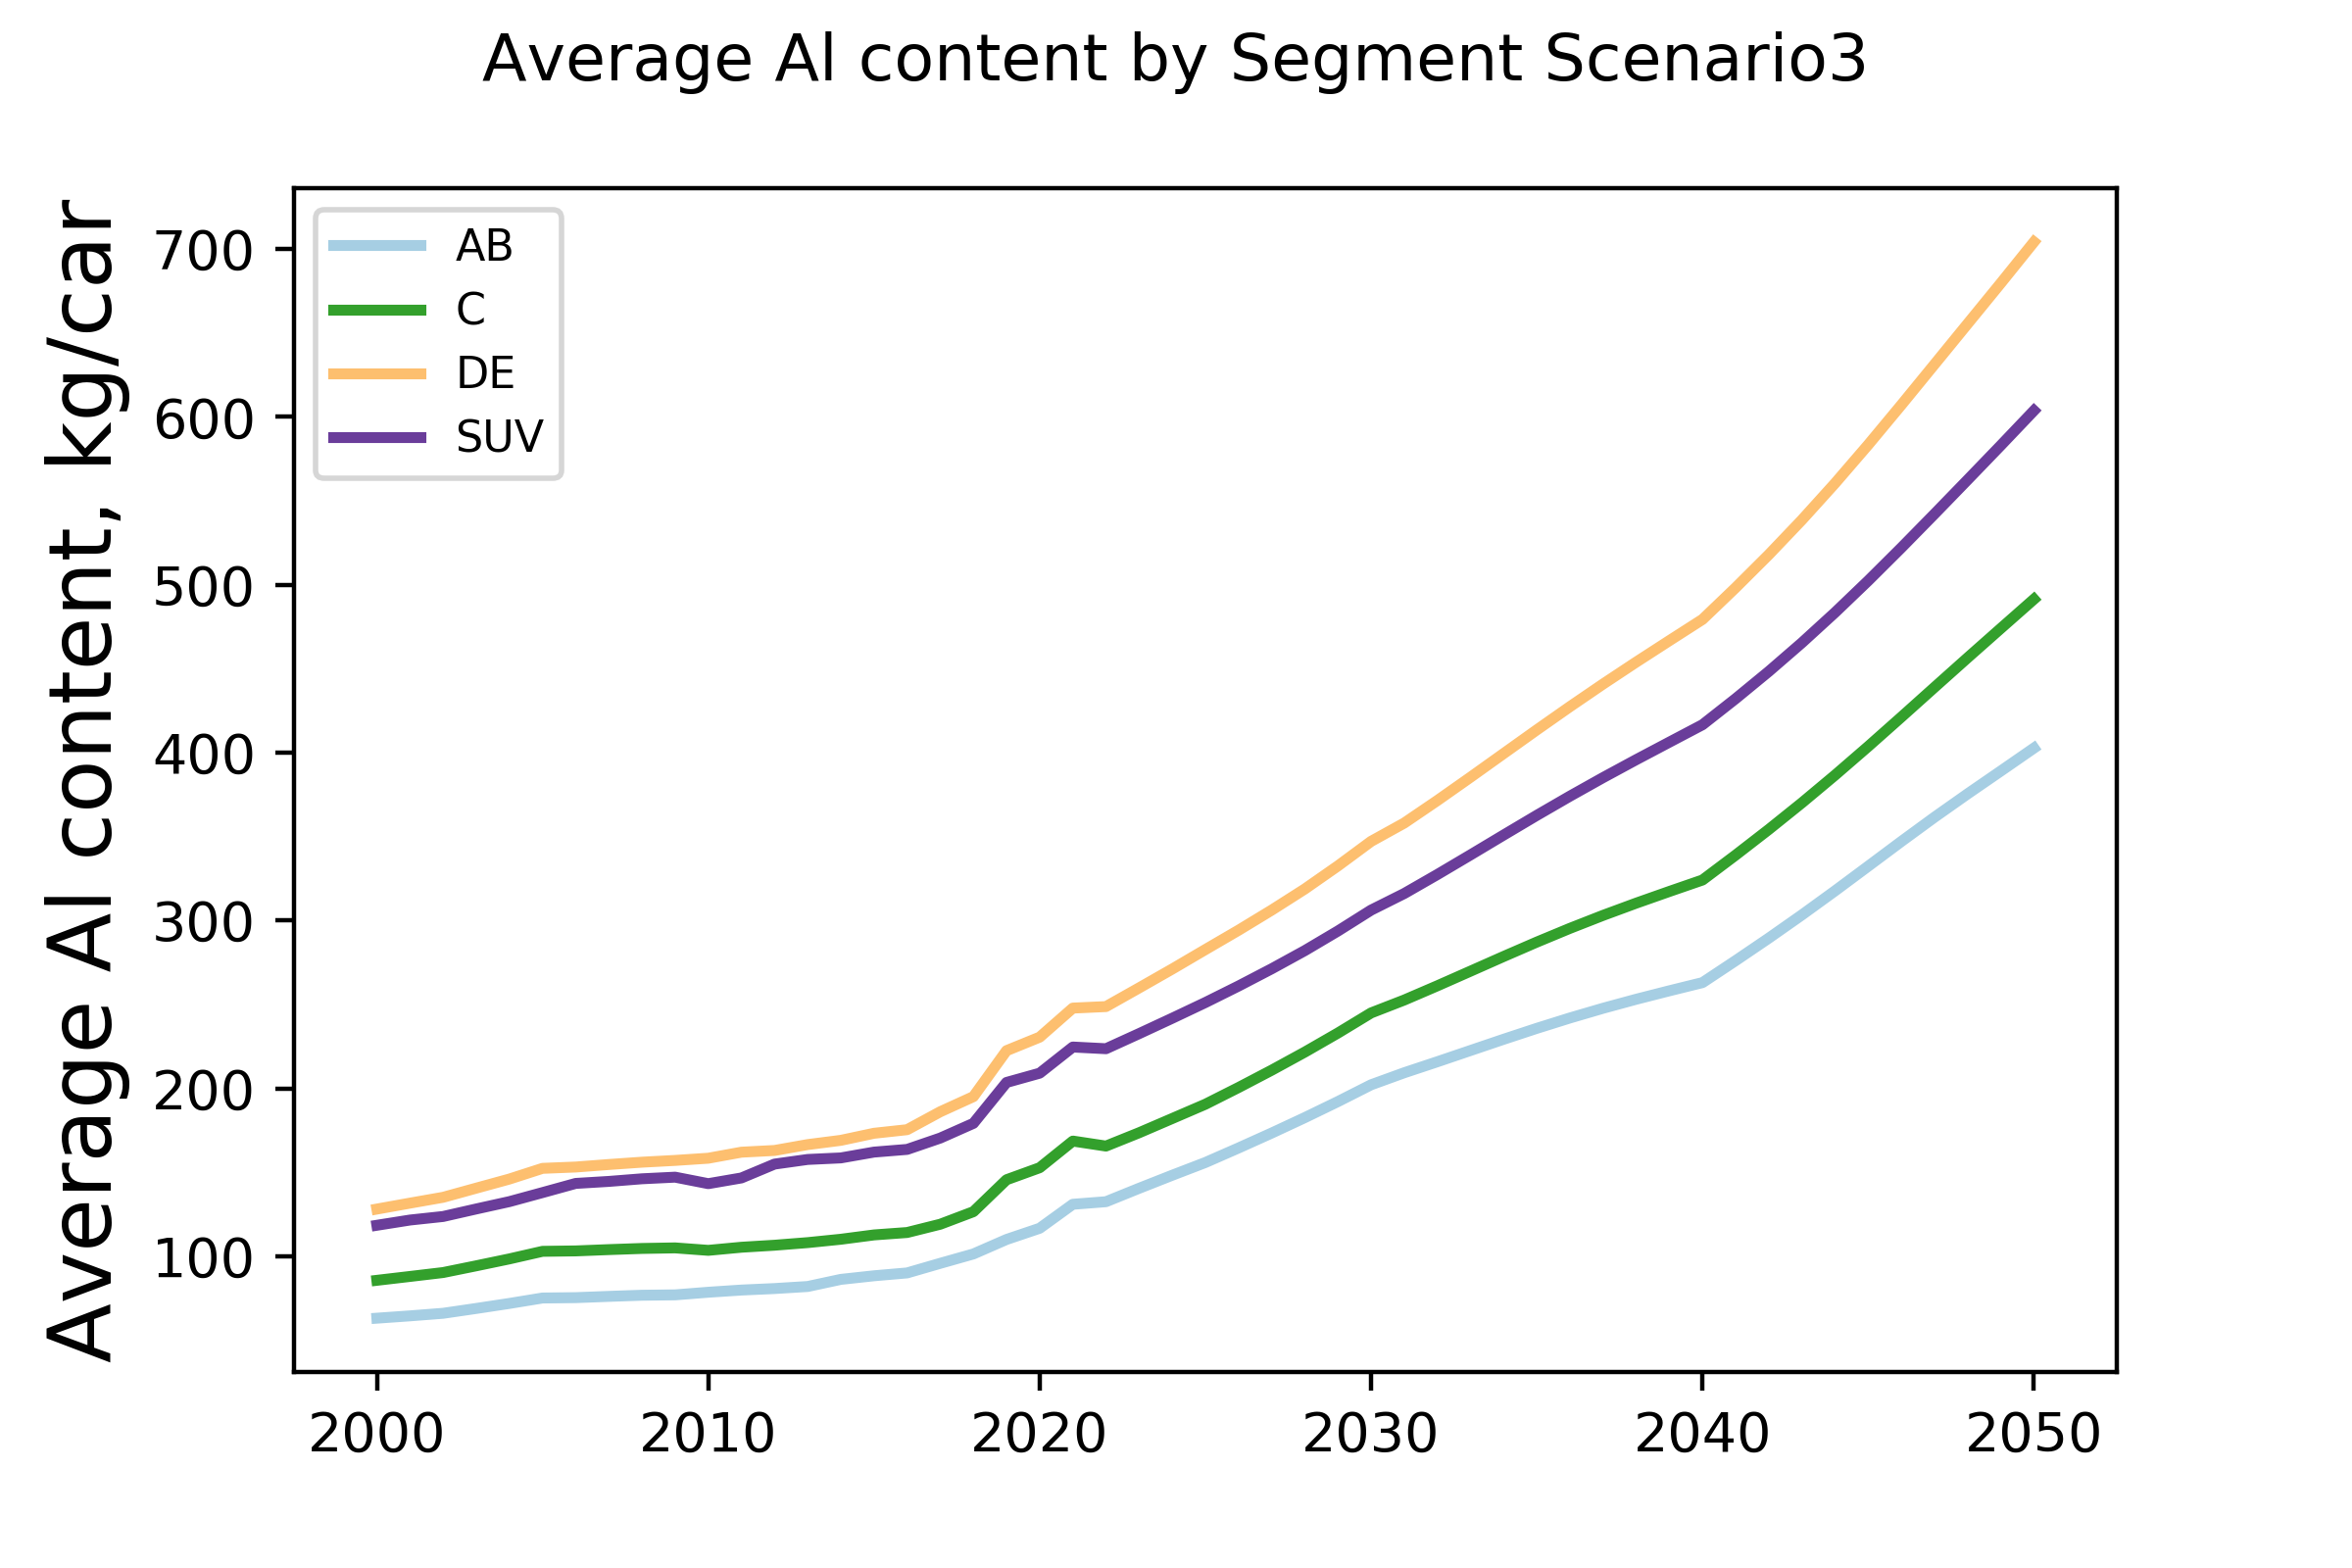 Average Al content by Segment Scenario3
Average Al content, kg/car
700
600
500
400
300
200
100
AB
C
DE
SUV
2000 2010 2020 2030 2040 2050